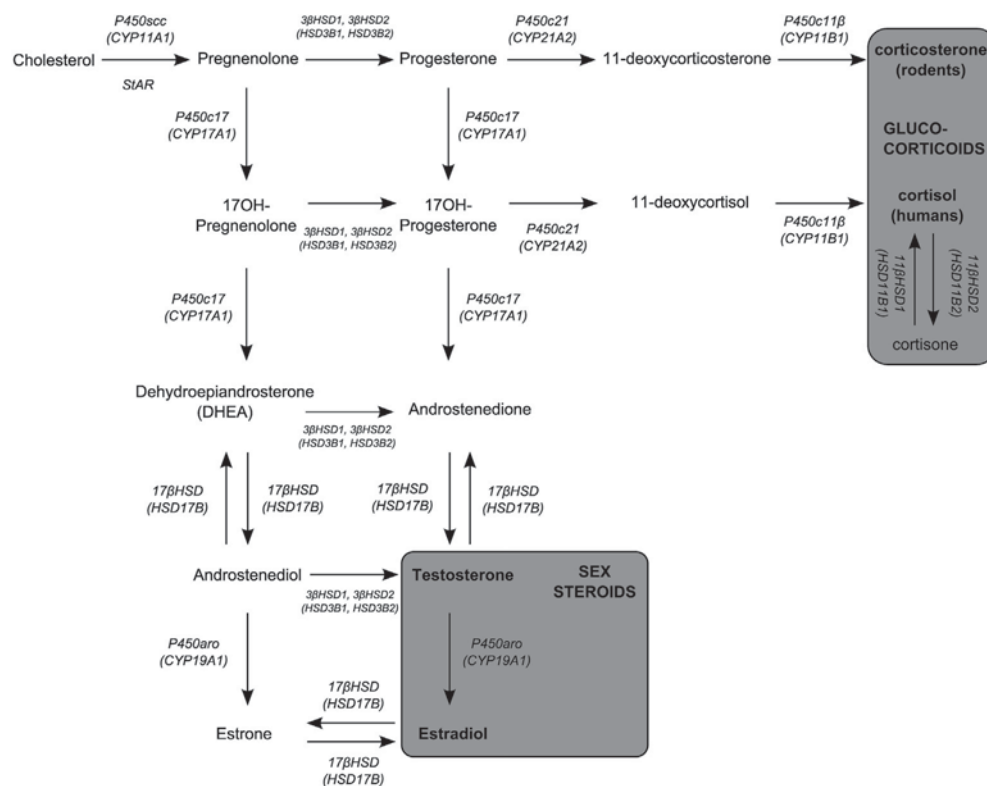 P450scc
(CYP11A1)
3βHSD1, 3βHSD2
(HSD3B1, HSD3B2)
P450c21
(CYP21A2)
P450c11β
(CYP11B1)
Cholesterol
Pregnenolone
Progesterone
11-deoxycorticosterone
corticosterone
(rodents)
StAR
P450c17
(CYP17A1)
P450c17
(CYP17A1)
GLUCO-
CORTICOIDS
17OH-
Pregnenolone
3βHSD1, 3βHSD2
(HSD3B1, HSD3B2)
17OH-
Progesterone
P450c21
(CYP21A2)
11-deoxycortisol
P450c11β
(CYP11B1)
cortisol
(humans)
11βHSD1
(HSD11B1)
11βHSD2
(HSD11B2)
cortisone
P450c17
(CYP17A1)
P450c17
(CYP17A1)
Dehydroepiandrosterone
(DHEA)
3βHSD1, 3βHSD2
(HSD3B1, HSD3B2)
Androstenedione
17βHSD
(HSD17B)
17βHSD
(HSD17B)
17βHSD
(HSD17B)
17βHSD
(HSD17B)
Androstenediol
3βHSD1, 3βHSD2
(HSD3B1, HSD3B2)
Testosterone
SEX
STEROIDS
P450aro
(CYP19A1)
P450aro
(CYP19A1)
17βHSD
(HSD17B)
Estrone
Estradiol
17βHSD
(HSD17B)